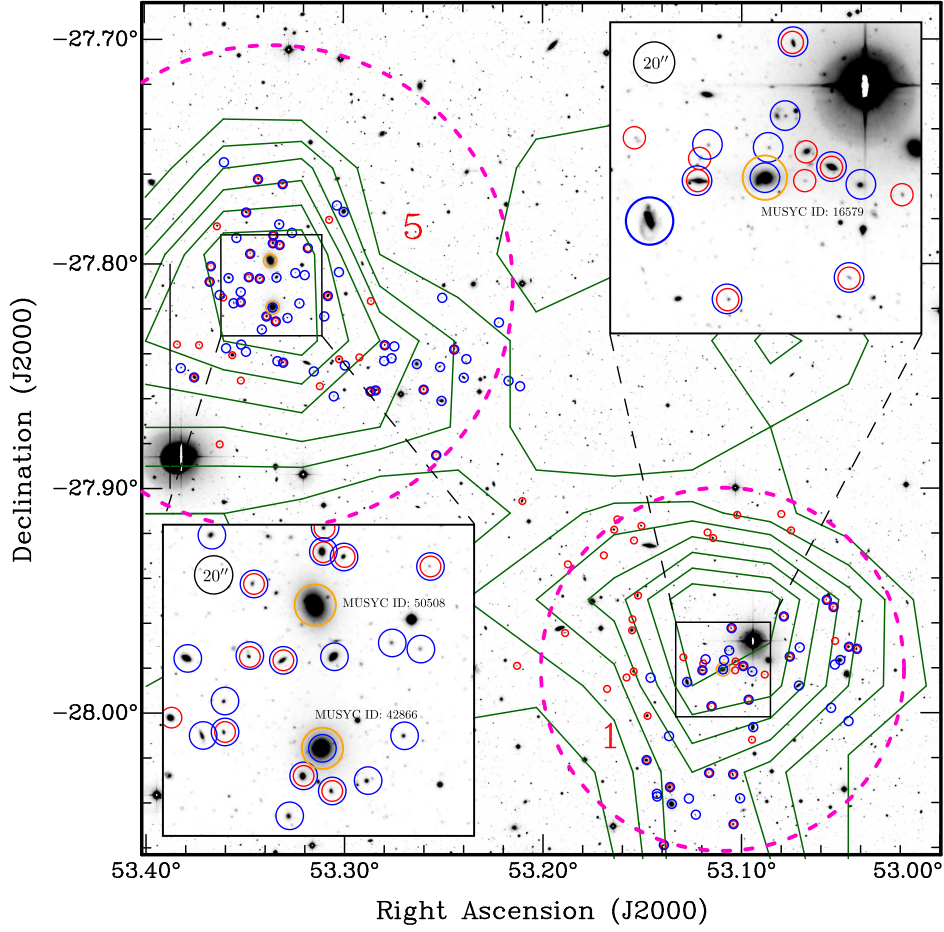 −27.70°
20″
MUSYC ID: 16579
5
−27.80°
Declination (J2000)
−27.90°
20″
MUSYC ID: 50508
MUSYC ID: 42866
−28.00°
1
53.40°
53.30°
53.20°
53.10°
53.00°
Right Ascension (J2000)